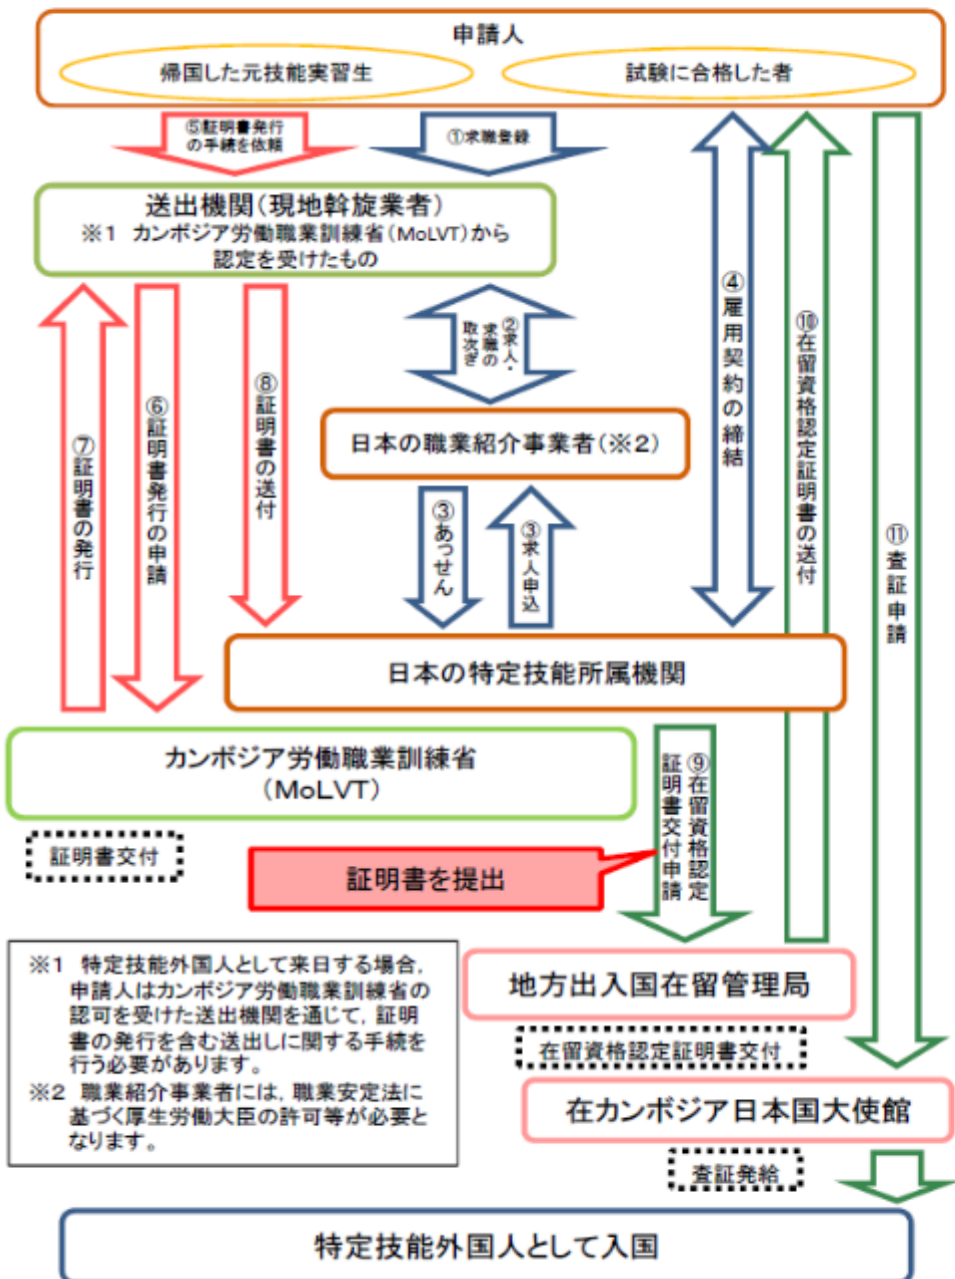 申請人
帰国した元技能実習生
試験に合格した者
⑤証明書発行
の手続を依頼
①求職登録
送出機関（現地斡旋業者）
※1　カンボジア労働職業訓練省（MoLVT）から
認定を受けたもの
②求人・
求職の
取次ぎ
④雇用契約の締結
⑩在留資格認定証明書の送付
⑪査証申請
⑦証明書の発行
⑥証明書発行の申請
⑧証明書の送付
日本の職業紹介事業者（※2）
③あっせん
③求人申込
日本の特定技能所属機関
カンボジア労働職業訓練省
（MoLVT）
証明書交付
⑨在留資格認定
証明書交付申請
証明書を提出
※1　特定技能外国人として来日する場合，
申請人はカンボジア労働職業訓練省の
認可を受けた送出機関を通じて，証明
書の発行を含む送出しに関する手続を
行う必要があります。
※2　職業紹介事業者には，職業安定法に
基づく厚生労働大臣の許可等が必要と
なります。
地方出入国在留管理局
在留資格認定証明書交付
在カンボジア日本国大使館
査証発給
特定技能外国人として入国